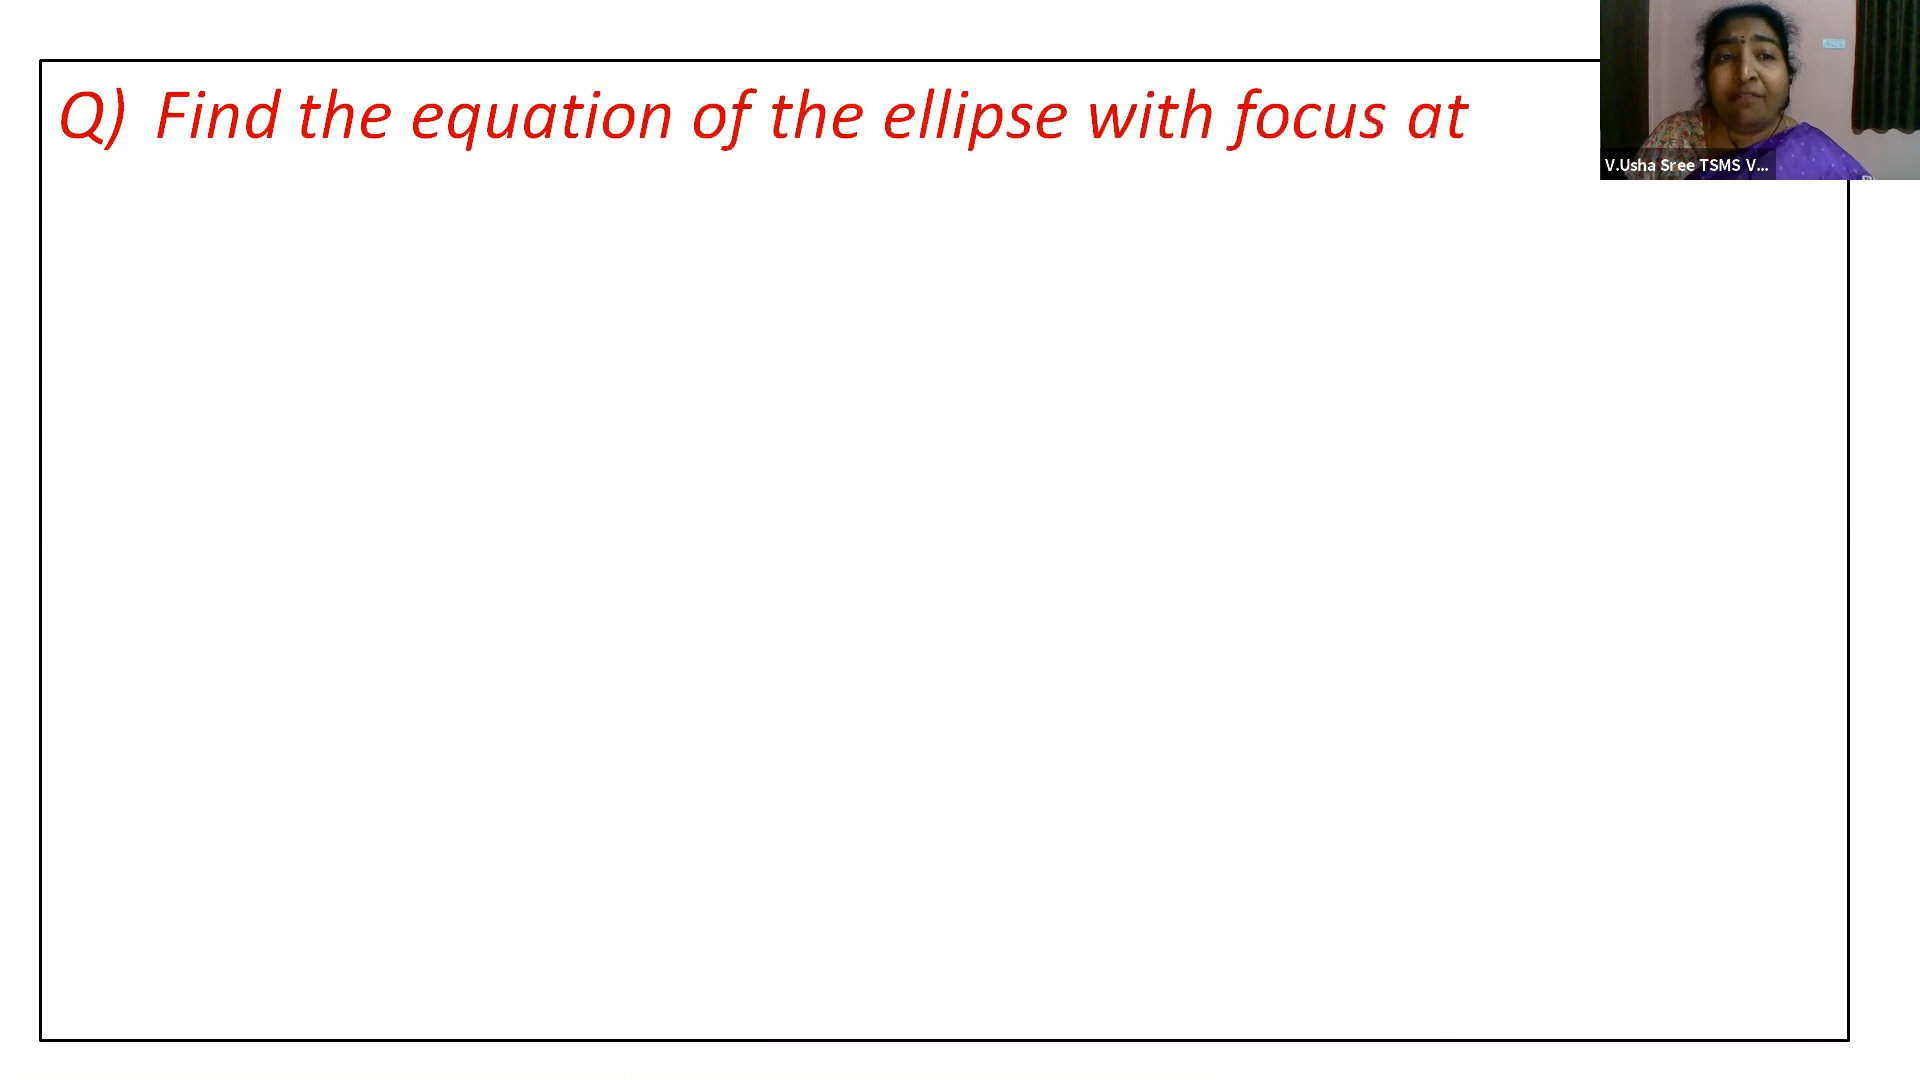 Q) Find the equation of the ellipse with focus at
V.Usha Sree TSMS V...